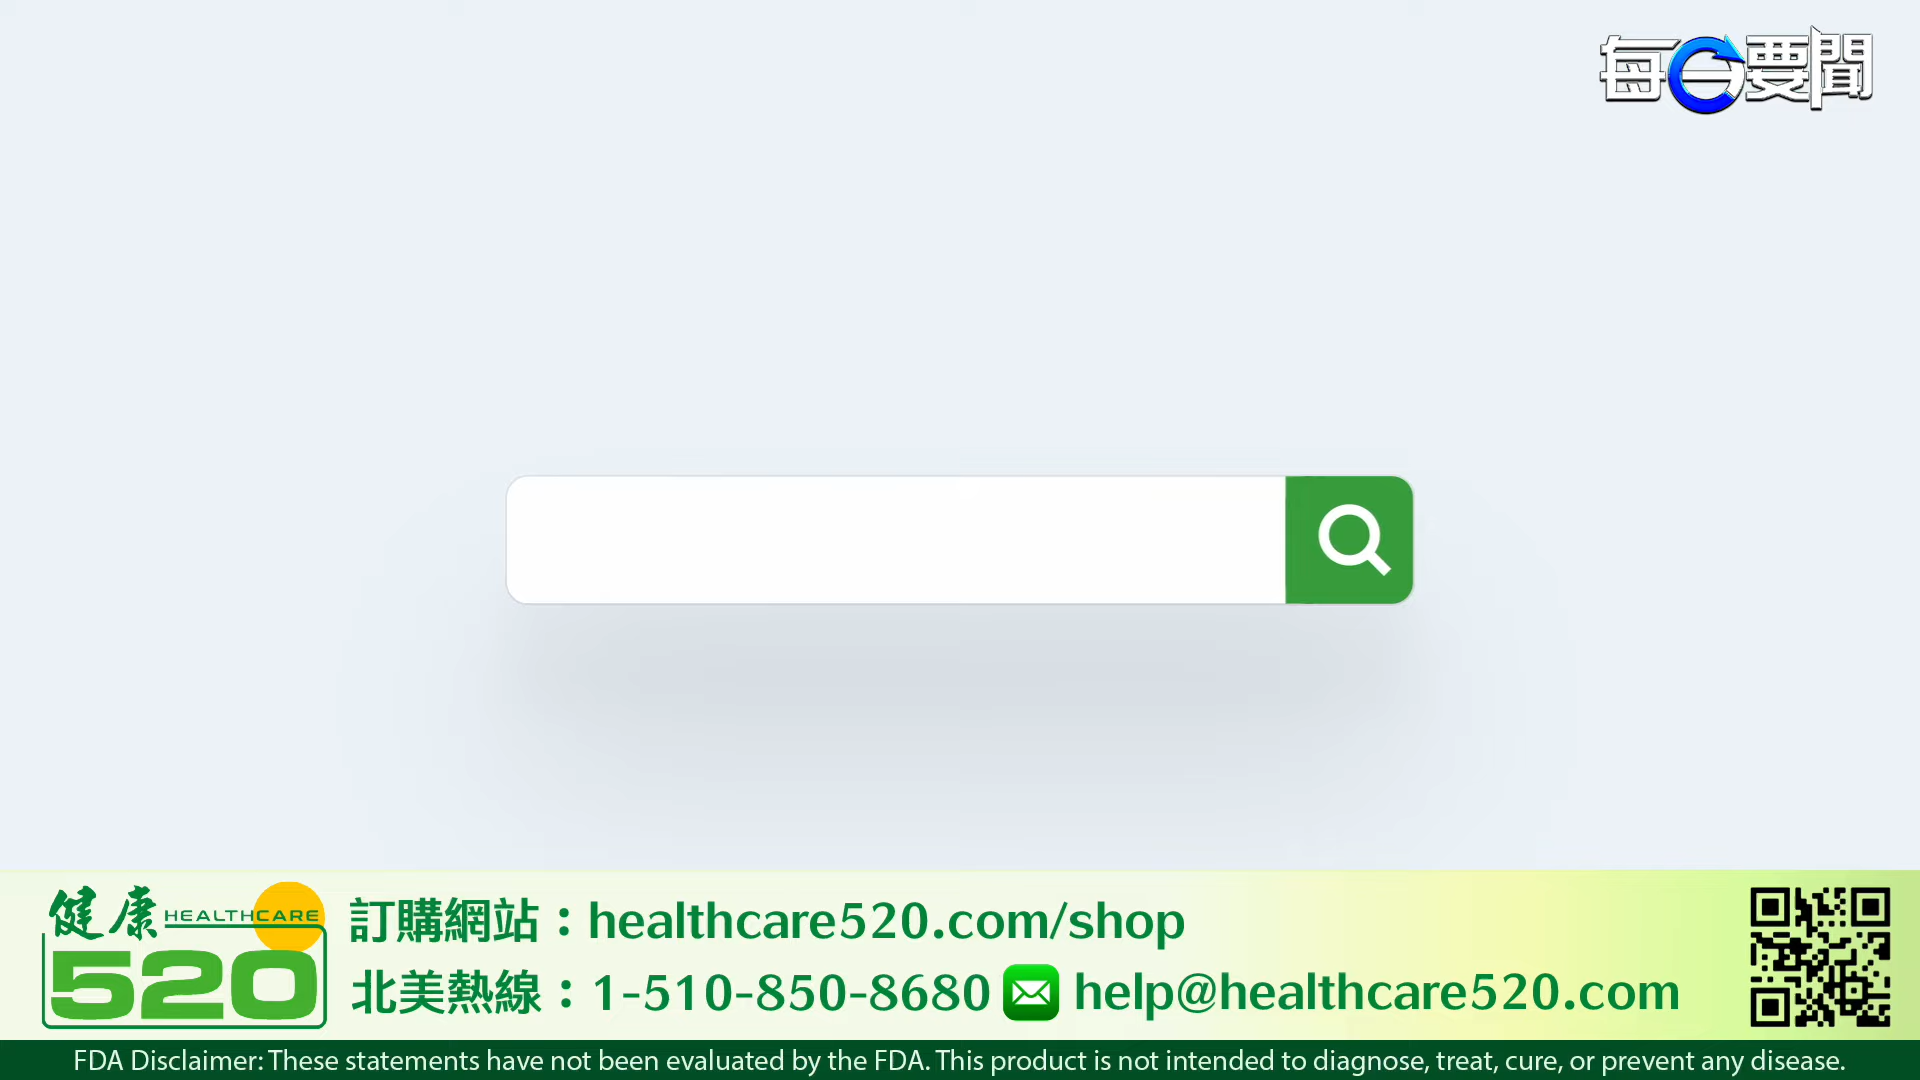 每日要聞
健康 HEALTHCARE
520
訂購網站：healthcare520.com/shop
北美熱線：1-510-850-8680 help@healthcare520.com
FDA Disclaimer: These statements have not been evaluated by the FDA. This product is not intended to diagnose, treat, cure, or prevent any disease.